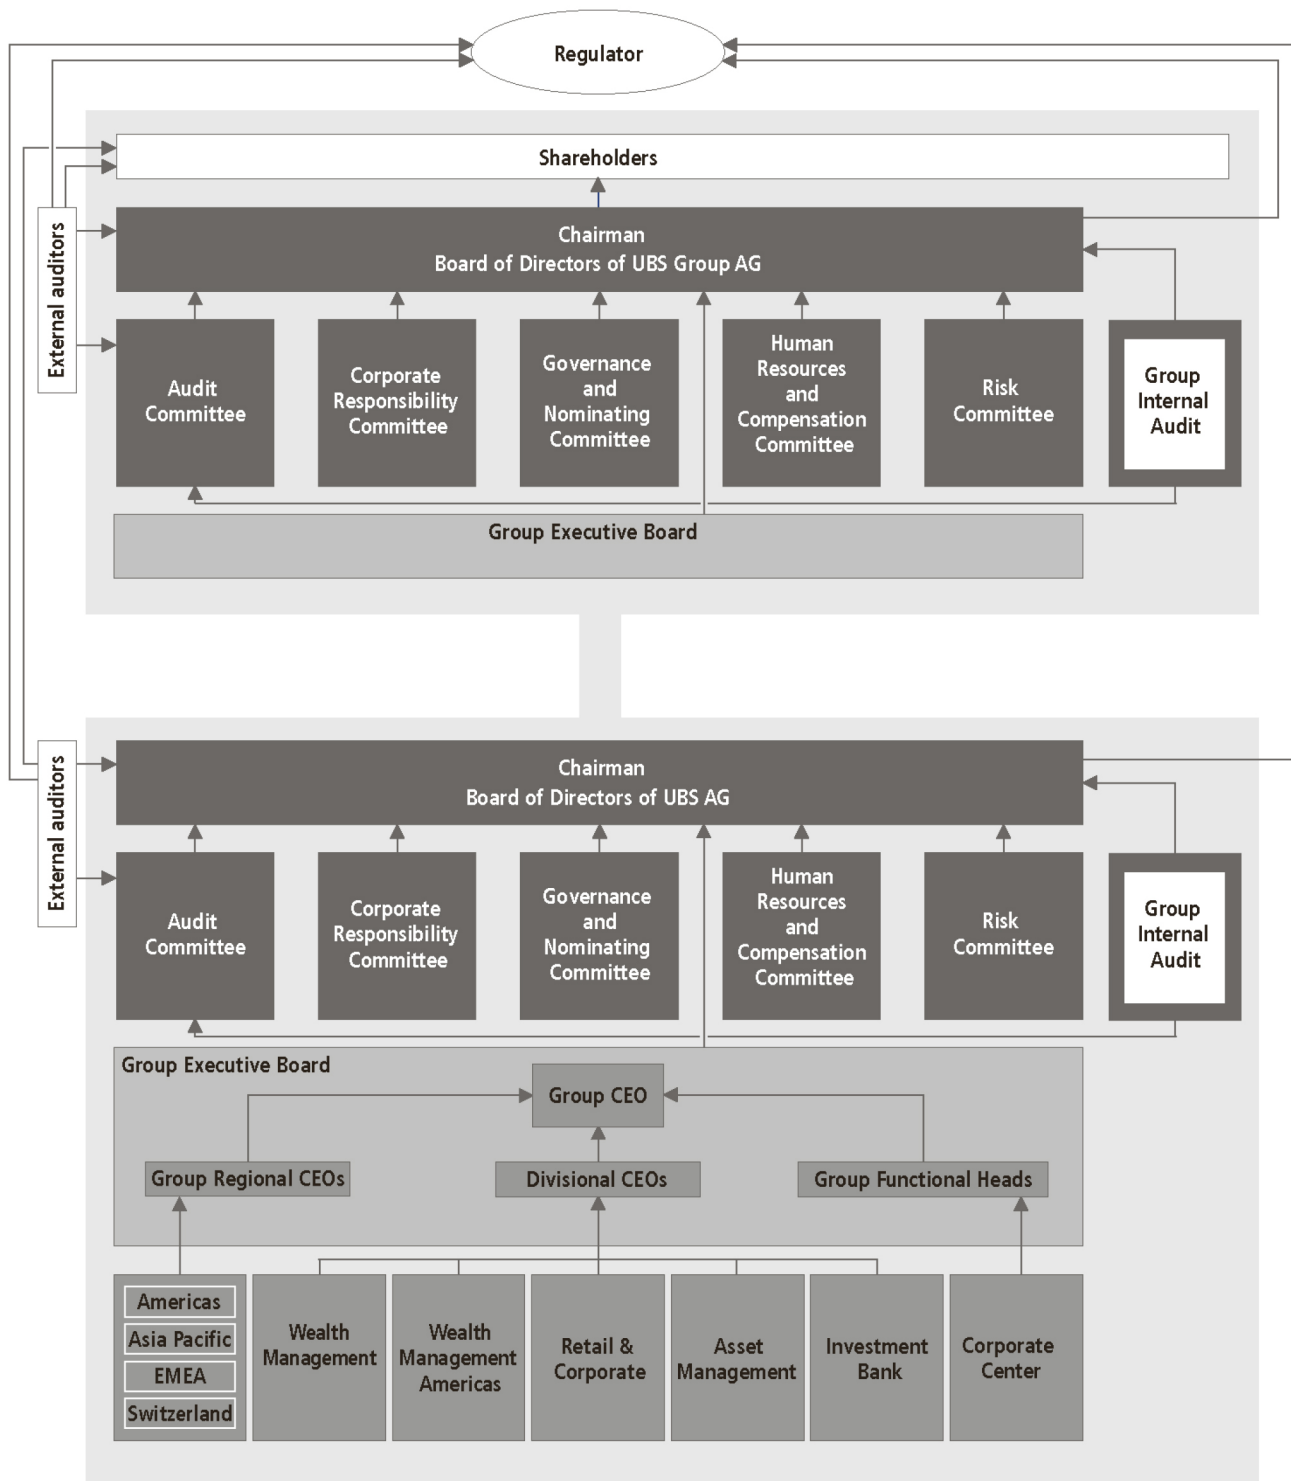 Regulator
Shareholders
External auditors
Chairman
Board of Directors of UBS Group AG
Audit
Committee
Corporate
Responsibility
Committee
Governance
and
Nominating
Committee
Human
Resources
and
Compensation
Committee
Risk
Committee
Group
Internal
Audit
Group Executive Board
External auditors
Chairman
Board of Directors of UBS AG
Audit
Committee
Corporate
Responsibility
Committee
Governance
and
Nominating
Committee
Human
Resources
and
Compensation
Committee
Risk
Committee
Group
Internal
Audit
Group Executive Board
Group CEO
Group Regional CEOs
Divisional CEOs
Group Functional Heads
Americas
Asia Pacific
EMEA
Switzerland
Wealth
Management
Wealth
Management
Americas
Retail &
Corporate
Asset
Management
Investment
Bank
Corporate
Center